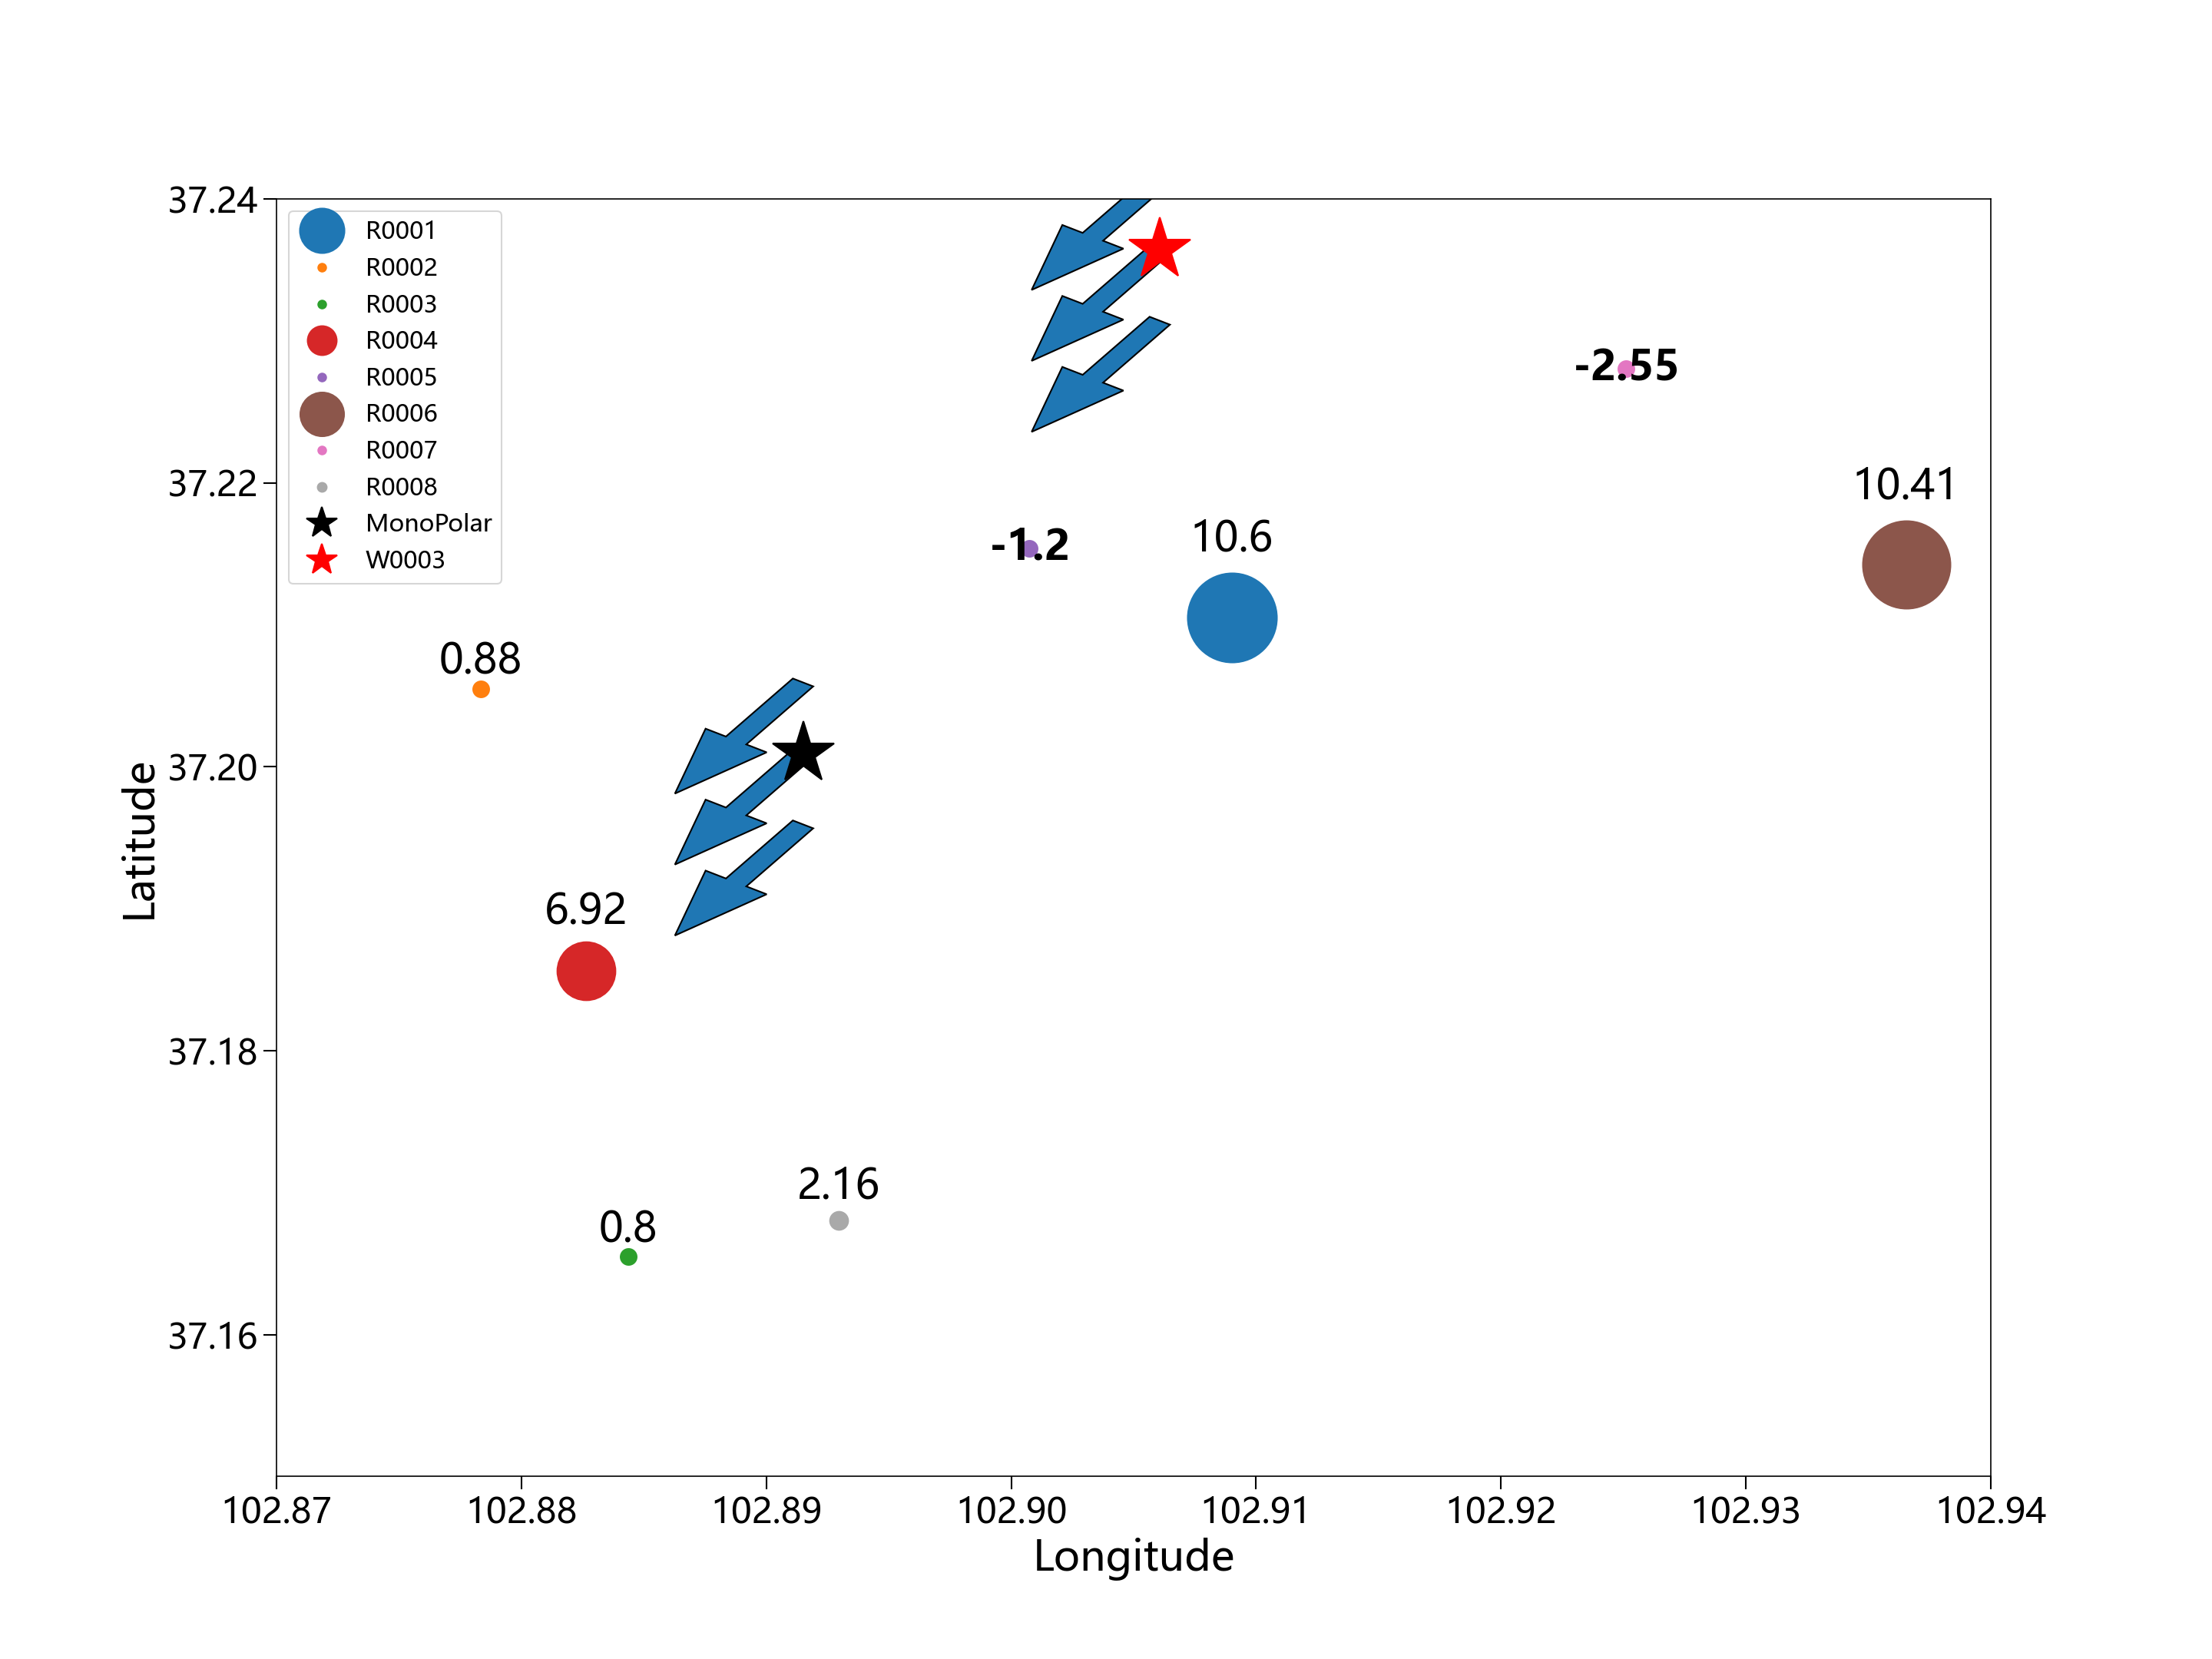 37.24
37.22
37.20
37.18
37.16
Latitude
R0001
R0002
R0003
R0004
R0005
R0006
R0007
R0008
MonoPolar
W0003
-2.55
10.41
10.6
-1.2
0.88
6.92
2.16
0.8
102.87 102.88 102.89 102.90 102.91 102.92 102.93 102.94
Longitude